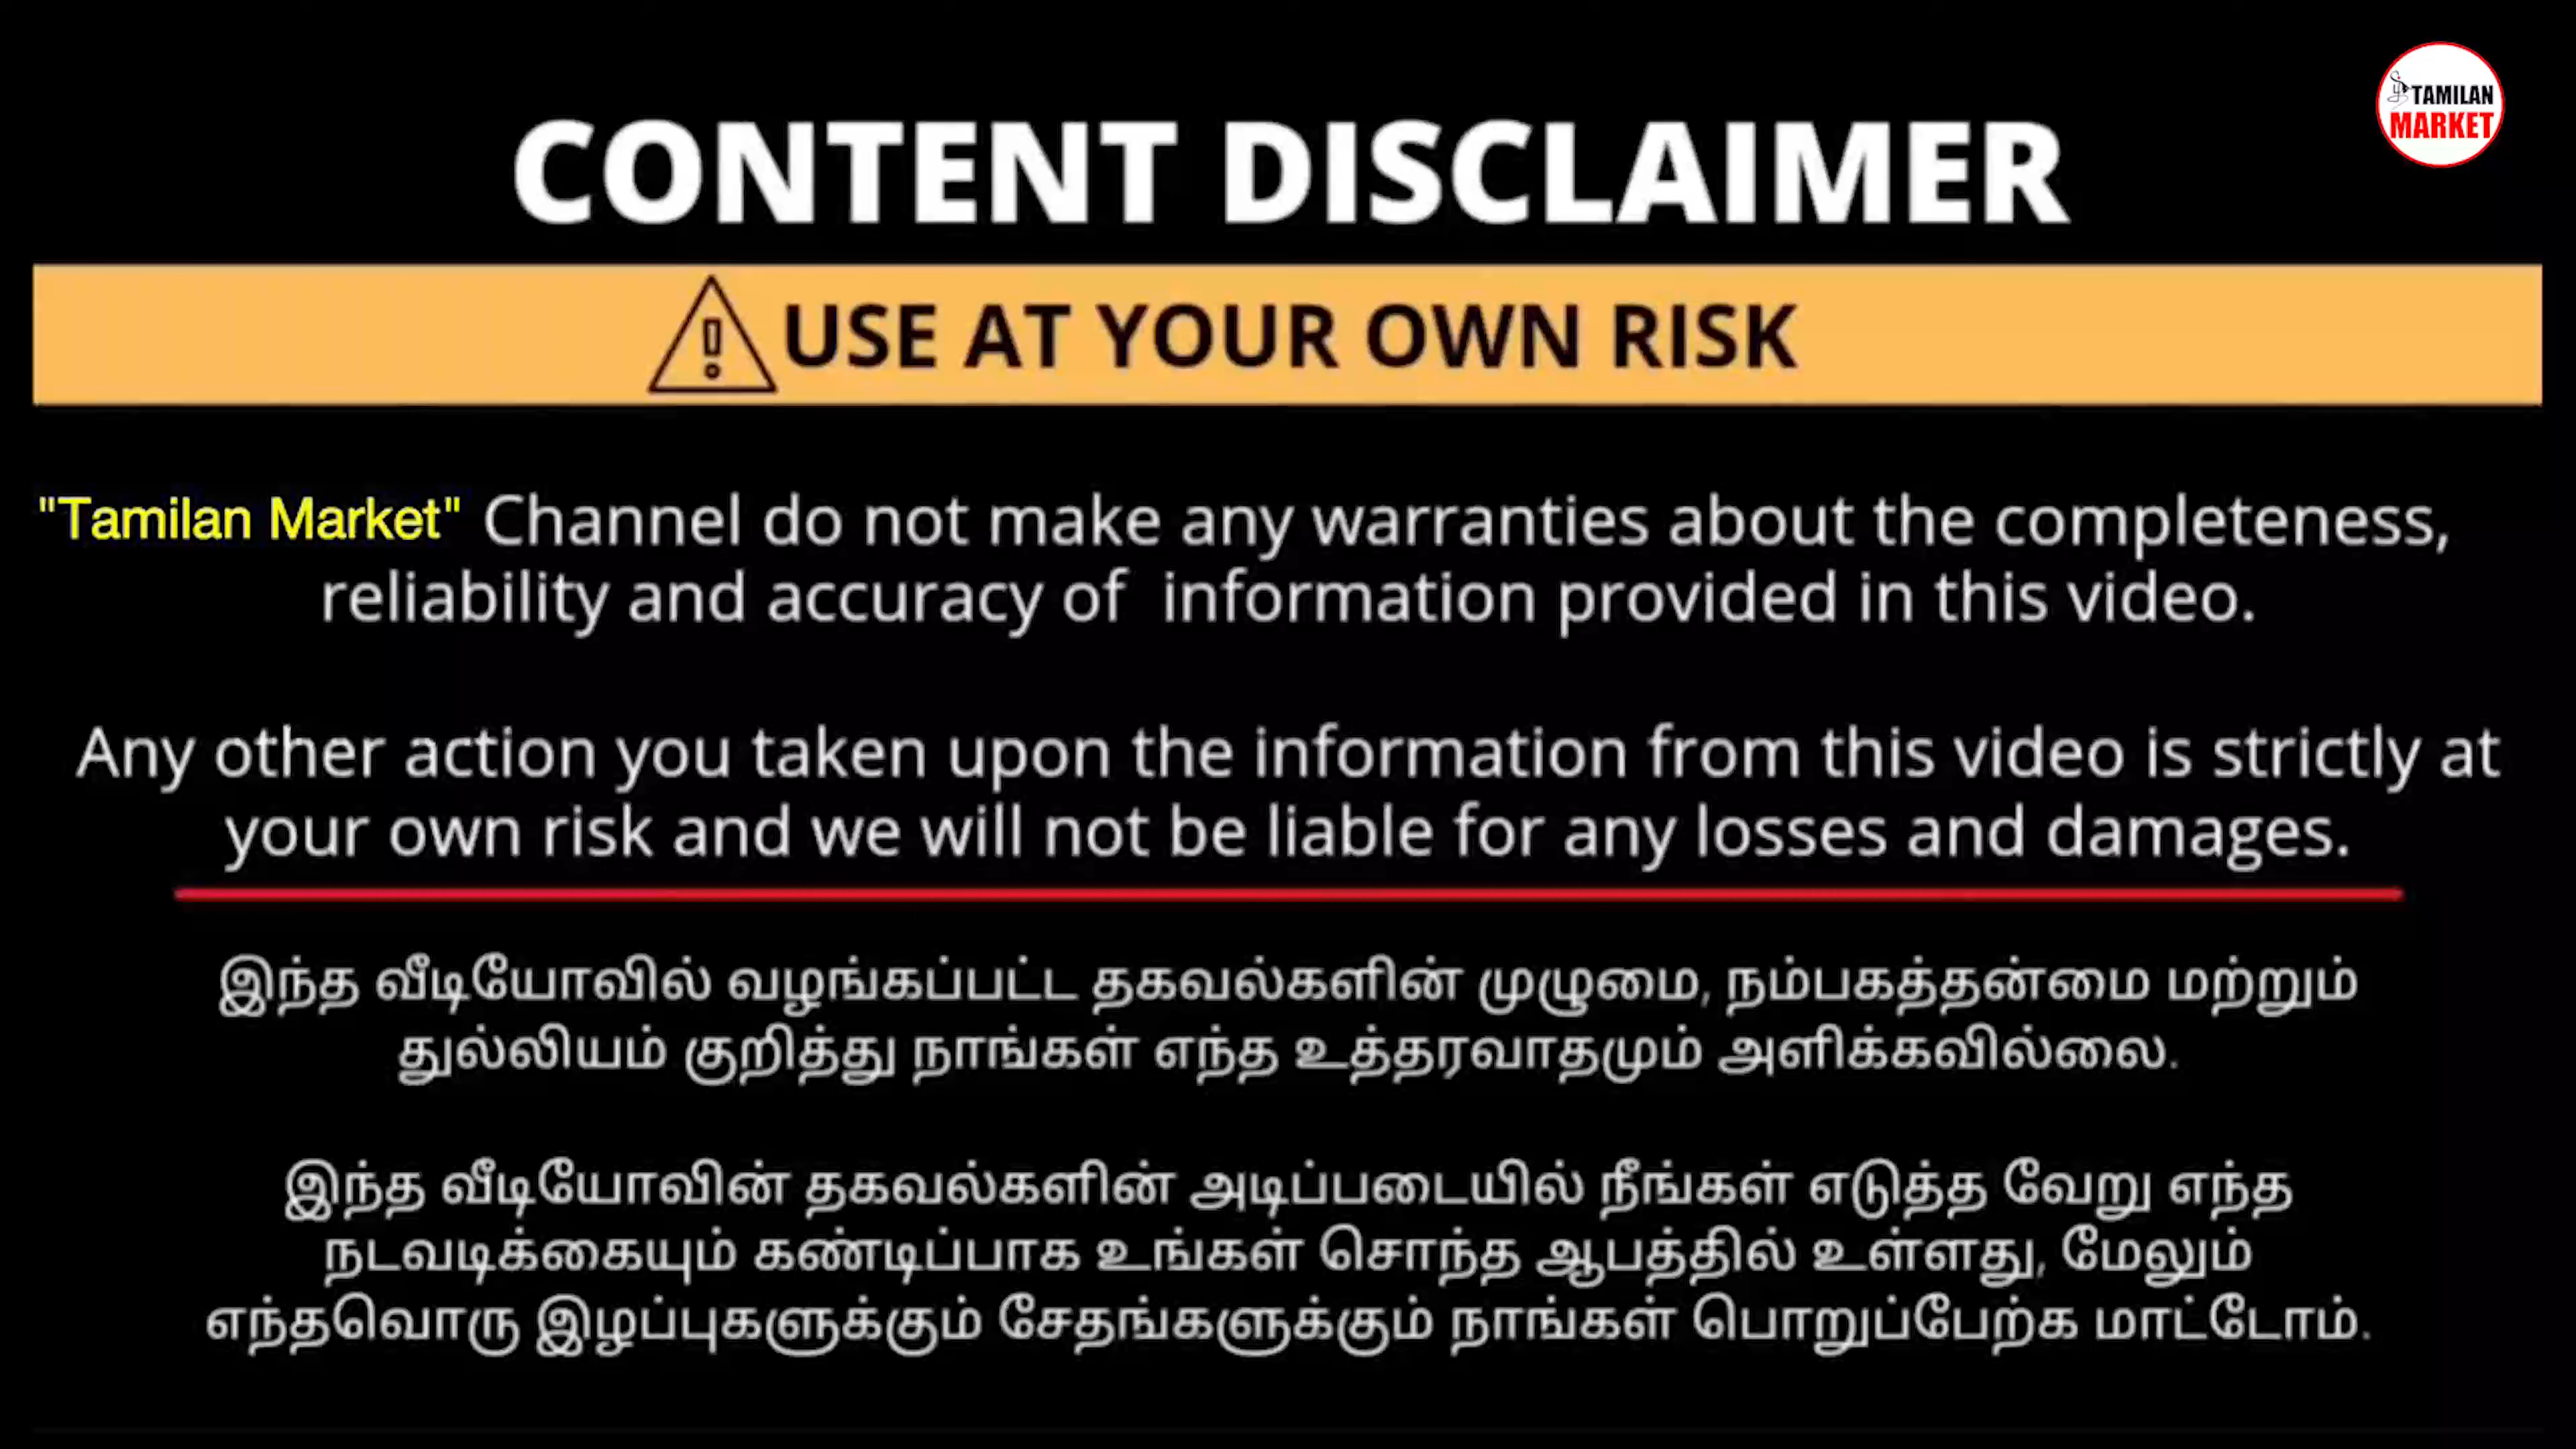 TAMILAN
MARKET
CONTENT DISCLAIMER
USE AT YOUR OWN RISK
"Tamilan Market" Channel do not make any warranties about the completeness,
reliability and accuracy of information provided in this video.
Any other action you taken upon the information from this video is strictly at
your own risk and we will not be liable for any losses and damages.
இந்த வீடியோவில் வழங்கப்பட்ட தகவல்களின் முழுமை, நம்பகத்தன்மை மற்றும்
துல்லியம் குறித்து நாங்கள் எந்த உத்தரவாதமும் அளிக்கவில்லை.
இந்த வீடியோவின் தகவல்களின் அடிப்படையில் நீங்கள் எடுத்த வேறு எந்த
நடவடிக்கையும் கண்டிப்பாக உங்கள் சொந்த ஆபத்தில் உள்ளது, மேலும்
எந்தவொரு இழப்புகளுக்கும் சேதங்களுக்கும் நாங்கள் பொறுப்பேற்க மாட்டோம்.